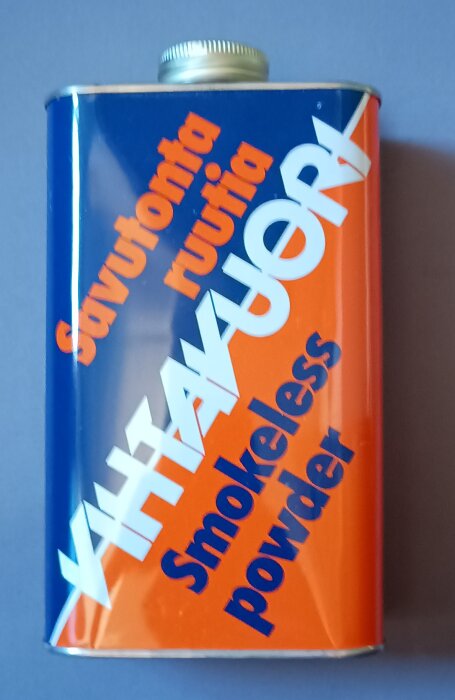 Savutonta
ruutia
VIHTAVUORI
Smokeless
powder